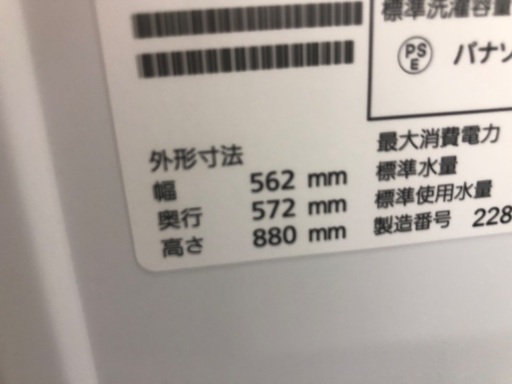 標準洗濯容量
PS
E
パナソ
外形寸法
幅 562 mm
奥行 572 mm
高さ 880 mm
最大消費電力
標準水量
標準使用水量
製造番号 228